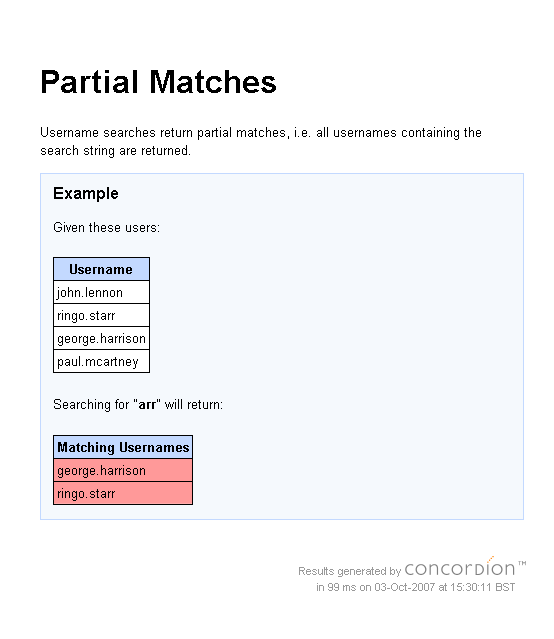 Partial Matches
Username searches return partial matches, i.e. all usernames containing the
search string are returned.
Example
Given these users:
Username
john.lennon
ringo.starr
george.harrison
paul.mcartney
Searching for "arr" will return:
Matching Usernames
george.harrison
ringo.starr
Results generated by concordion™
in 99 ms on 03-Oct-2007 at 15:30:11 BST